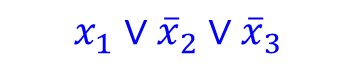 x₁ ∨ x̄₂ ∨ x̄₃